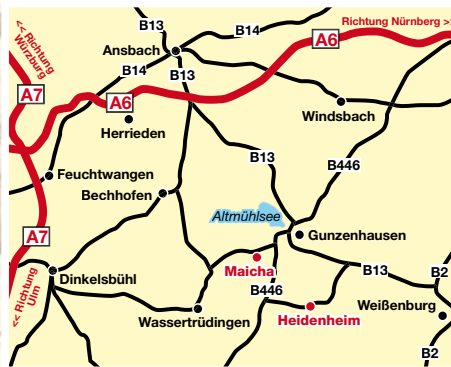 B13
B14
Richtung Nürnberg >>
<< Richtung
Würzburg
Ansbach
A6
B14
B13
A7
A6
Windsbach
Herrieden
B13
B446
Feuchtwangen
Bechhofen
Altmühlsee
A7
Gunzenhausen
Maicha
B13
B2
Dinkelsbühl
<< Richtung
Ulm
B446
Weißenburg
Wassertrüdingen
Heidenheim
B2